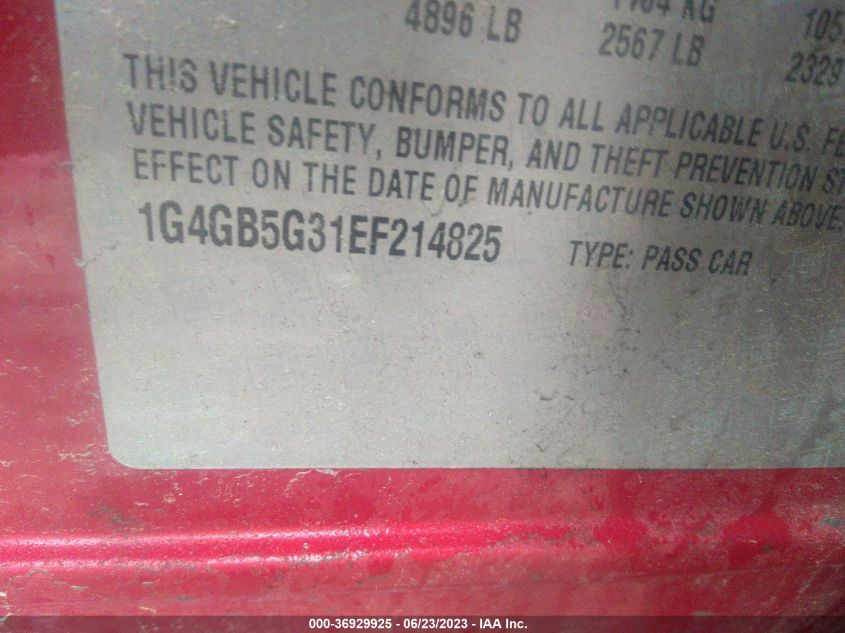 4896 LB
2567 LB
THIS VEHICLE CONFORMS TO ALL APPLICABLE U.S.
VEHICLE SAFETY, BUMPER, AND THEFT PREVENTION
EFFECT ON THE DATE OF MANUFACTURE SHOWN ABOVE.
1G4GB5G31EF214825 TYPE: PASS CAR
000-36929925 - 06/23/2023 - IAA Inc.